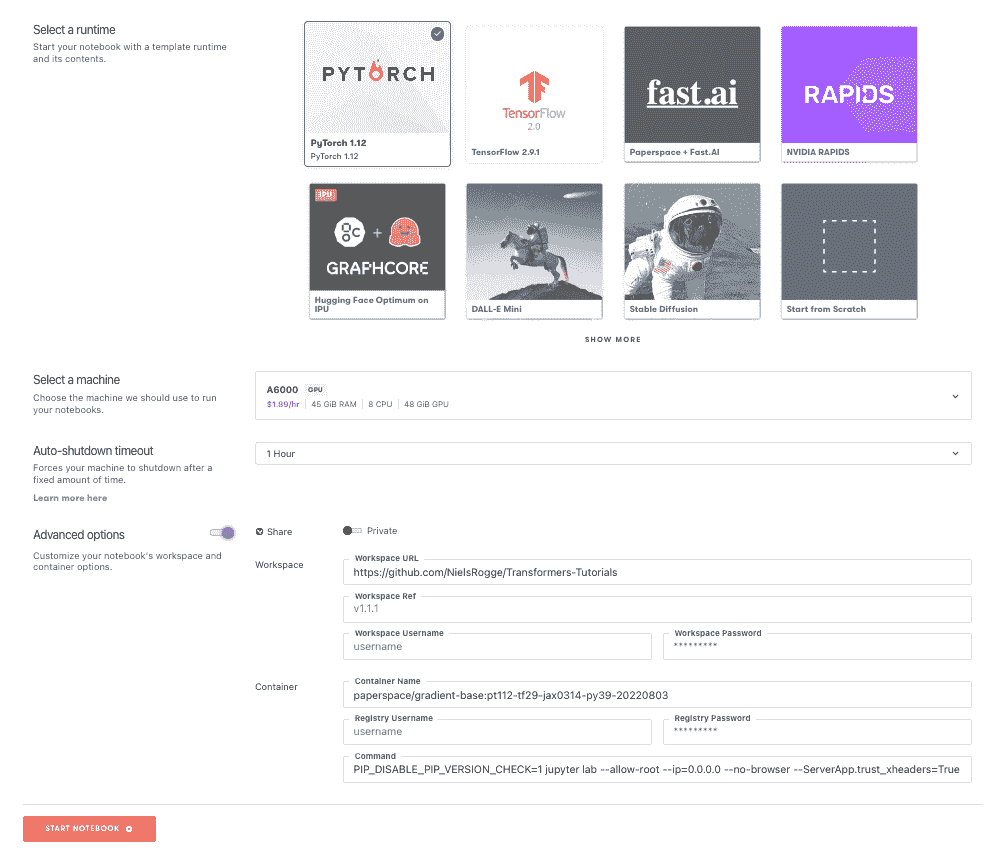 Select a runtime
Start your notebook with a template runtime
and its contents.
PYTORCH
PyTorch 1.12
PyTorch 1.12
TensorFlow
2.0
TensorFlow 2.9.1
fast.ai
Paperspace + Fast.AI
RAPIDS
NVIDIA RAPIDS
IPU
gc
+
GRAPHCORE
Hugging Face Optimum on
IPU
DALL-E Mini
Stable Diffusion
Start from Scratch
SHOW MORE
Select a machine
Choose the machine we should use to run
your notebooks.
A6000 GPU
$1.89/hr 45 GiB RAM 8 CPU 48 GiB GPU
Auto-shutdown timeout
Forces your machine to shutdown after a
fixed amount of time.
Learn more here
1 Hour
Advanced options
Customize your notebook's workspace and
container options.
Share
Private
Workspace
Workspace URL
https://github.com/NielsRogge/Transformers-Tutorials
Workspace Ref
v1.1.1
Workspace Username
username
Workspace Password
*********
Container
Container Name
paperspace/gradient-base:pt112-tf29-jax0314-py39-20220803
Registry Username
username
Registry Password
*********
Command
PIP_DISABLE_PIP_VERSION_CHECK=1 jupyter lab --allow-root --ip=0.0.0.0 --no-browser --ServerApp.trust_xheaders=True
START NOTEBOOK